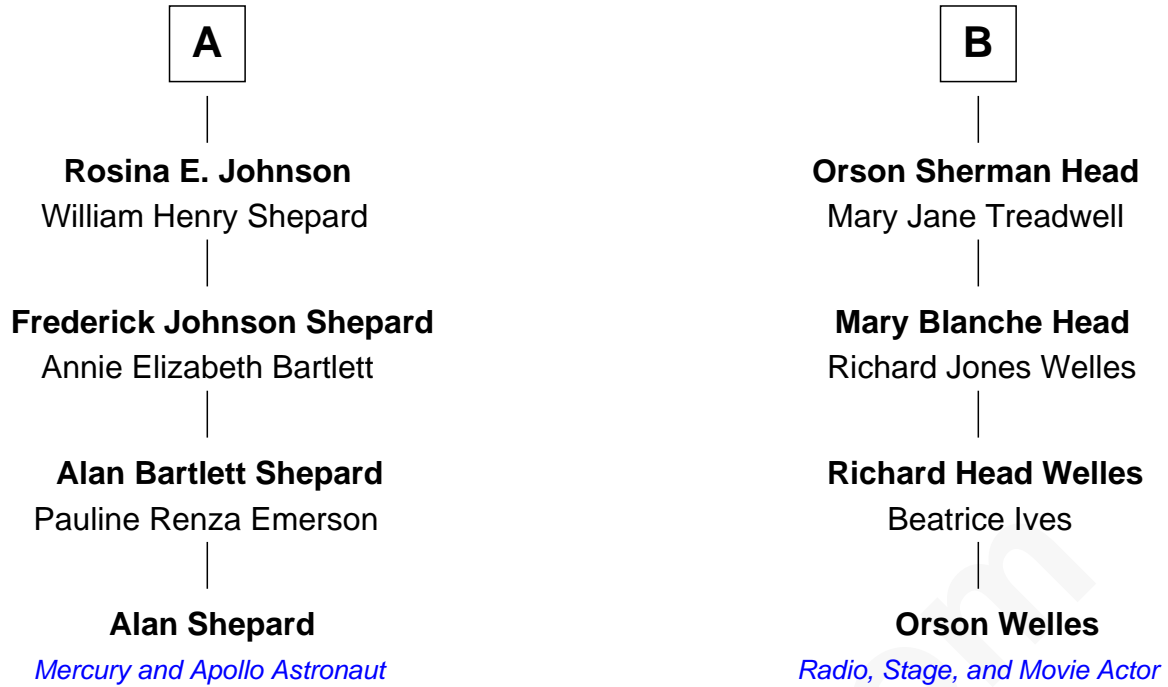 A
Rosina E. Johnson
William Henry Shepard
Frederick Johnson Shepard
Annie Elizabeth Bartlett
Alan Bartlett Shepard
Pauline Renza Emerson
Alan Shepard
Mercury and Apollo Astronaut
B
Orson Sherman Head
Mary Jane Treadwell
Mary Blanche Head
Richard Jones Welles
Richard Head Welles
Beatrice Ives
Orson Welles
Radio, Stage, and Movie Actor